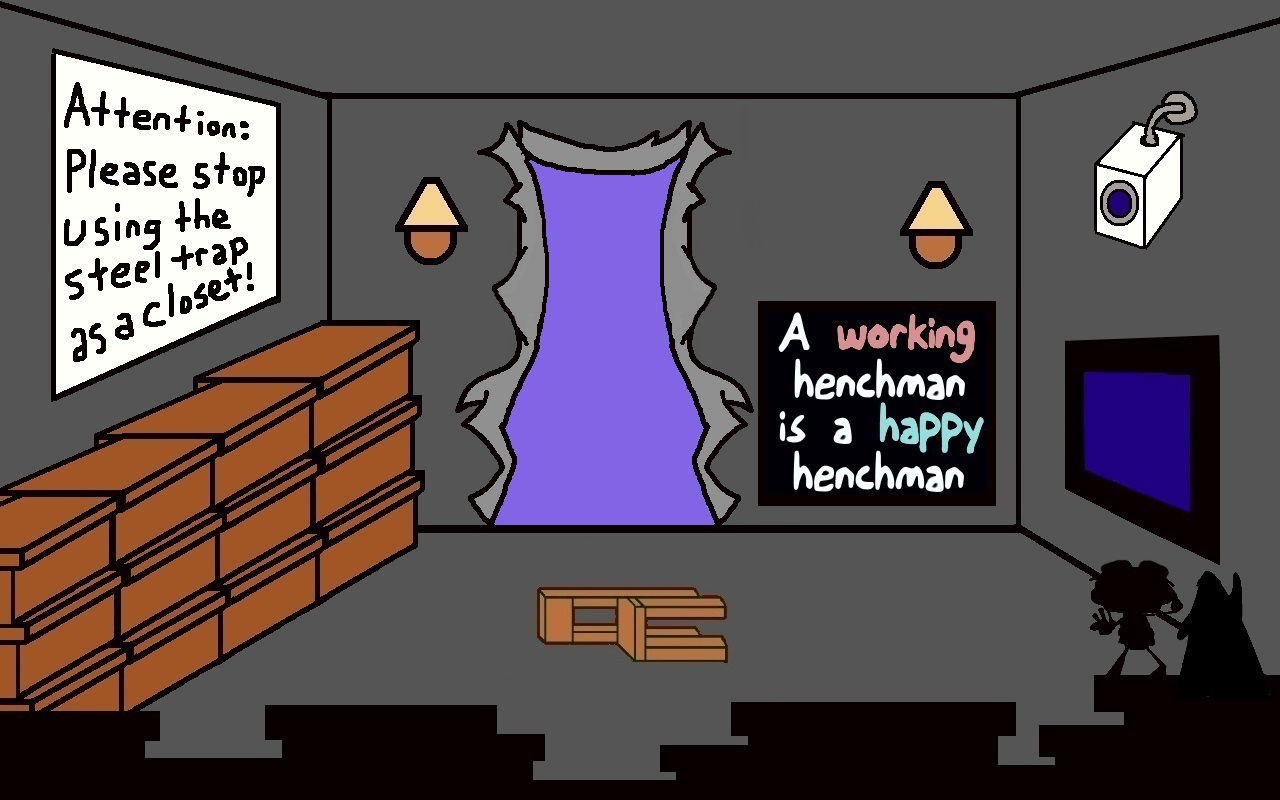 Attention:
Please stop
using the
steel trap
as a closet!
A working
henchman
is a happy
henchman